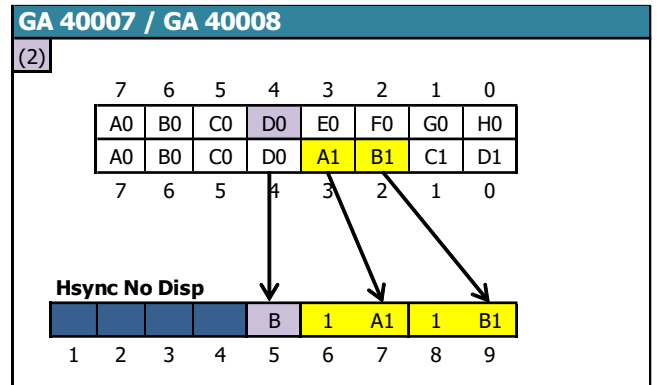 GA 40007 / GA 40008
(2)
7 6 5 4 3 2 1 0
A0 B0 C0 D0 E0 F0 G0 H0
A0 B0 C0 D0 A1 B1 C1 D1
7 6 5 4 3 2 1 0
Hsync No Disp
B 1 A1 1 B1
1 2 3 4 5 6 7 8 9